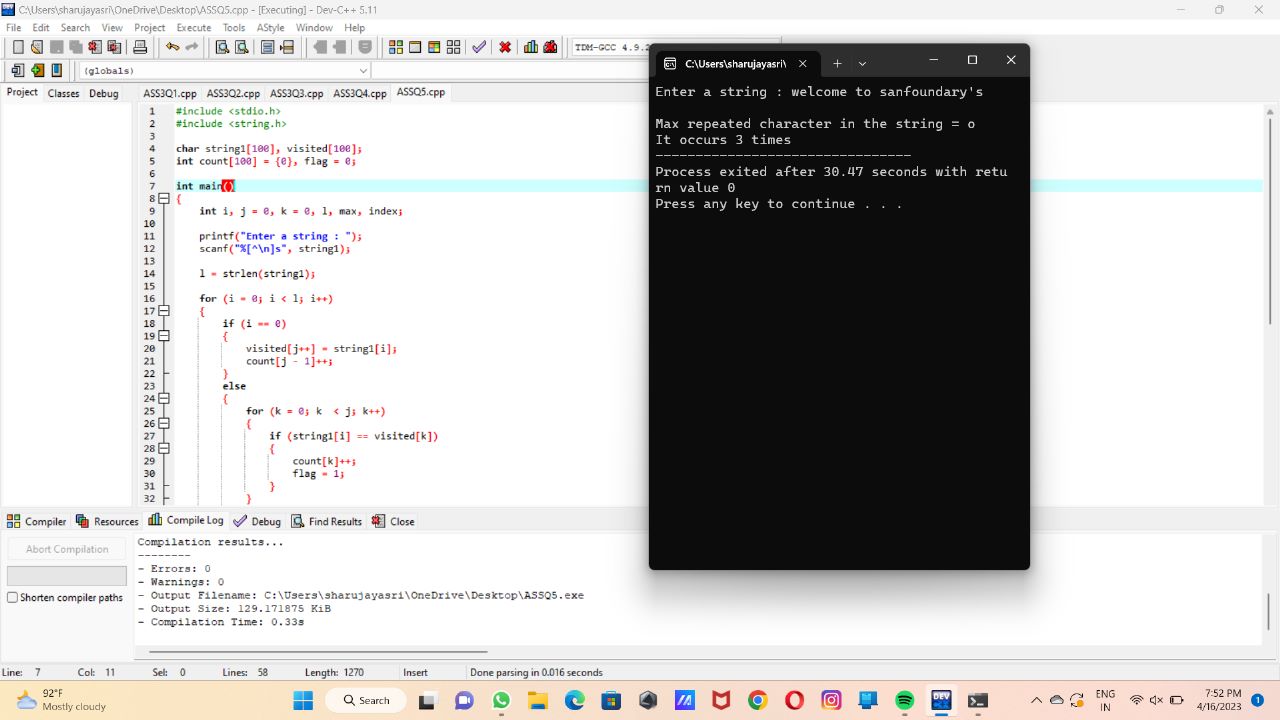 C:\Users\sharujayasri\OneDrive\Desktop\ASSQ5.cpp - [Executing] - Dev-C++ 5.11
File Edit Search View Project Execute Tools AStyle Window Help
TDM-GCC 4.9.2
(globals)
Project Classes Debug
ASS3Q1.cpp ASS3Q2.cpp ASS3Q3.cpp ASS3Q4.cpp ASSQ5.cpp
1 #include <stdio.h>
2 #include <string.h>
3
4 char string1[100], visited[100];
5 int count[100] = {0}, flag = 0;
6
7 int main()
8 {
9 int i, j = 0, k = 0, l, max, index;
10
11 printf("Enter a string : ");
12 scanf("%[^\n]s", string1);
13
14 l = strlen(string1);
15
16 for (i = 0; i < l; i++)
17 {
18 if (i == 0)
19 {
20 visited[j++] = string1[i];
21 count[j - 1]++;
22 }
23 else
24 {
25 for (k = 0; k < j; k++)
26 {
27 if (string1[i] == visited[k])
28 {
29 count[k]++;
30 flag = 1;
31 }
32 }
C:\Users\sharujayasri\
Enter a string : welcome to sanfoundary's
Max repeated character in the string = o
It occurs 3 times
--------------------------------
Process exited after 30.47 seconds with retu
rn value 0
Press any key to continue . . .
Compiler Resources Compile Log Debug Find Results Close
Abort Compilation
Shorten compiler paths
Compilation results...
--------
- Errors: 0
- Warnings: 0
- Output Filename: C:\Users\sharujayasri\OneDrive\Desktop\ASSQ5.exe
- Output Size: 129.171875 KiB
- Compilation Time: 0.33s
Line: 7 Col: 11 Sel: 0 Lines: 58 Length: 1270 Insert Done parsing in 0.016 seconds
92°F
Mostly cloudy
Search
DEV
ENG
IN
7:52 PM
4/16/2023
1